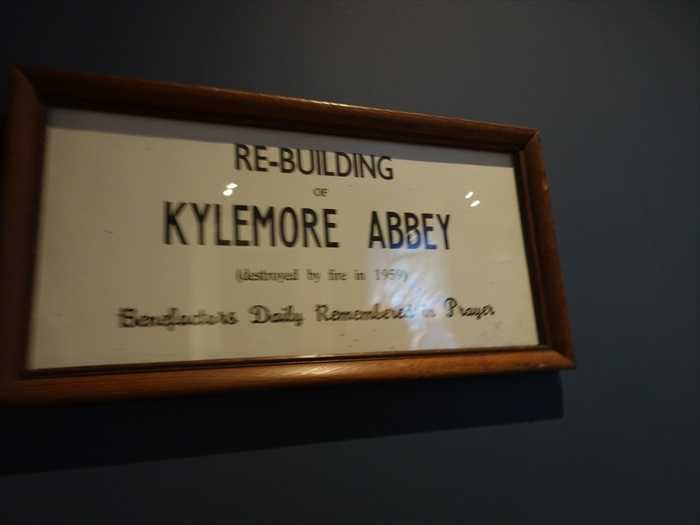 RE-BUILDING
OF
KYLEMORE ABBEY
(destroyed by fire in 1959)
Benefactors Daily Remembered in Prayer